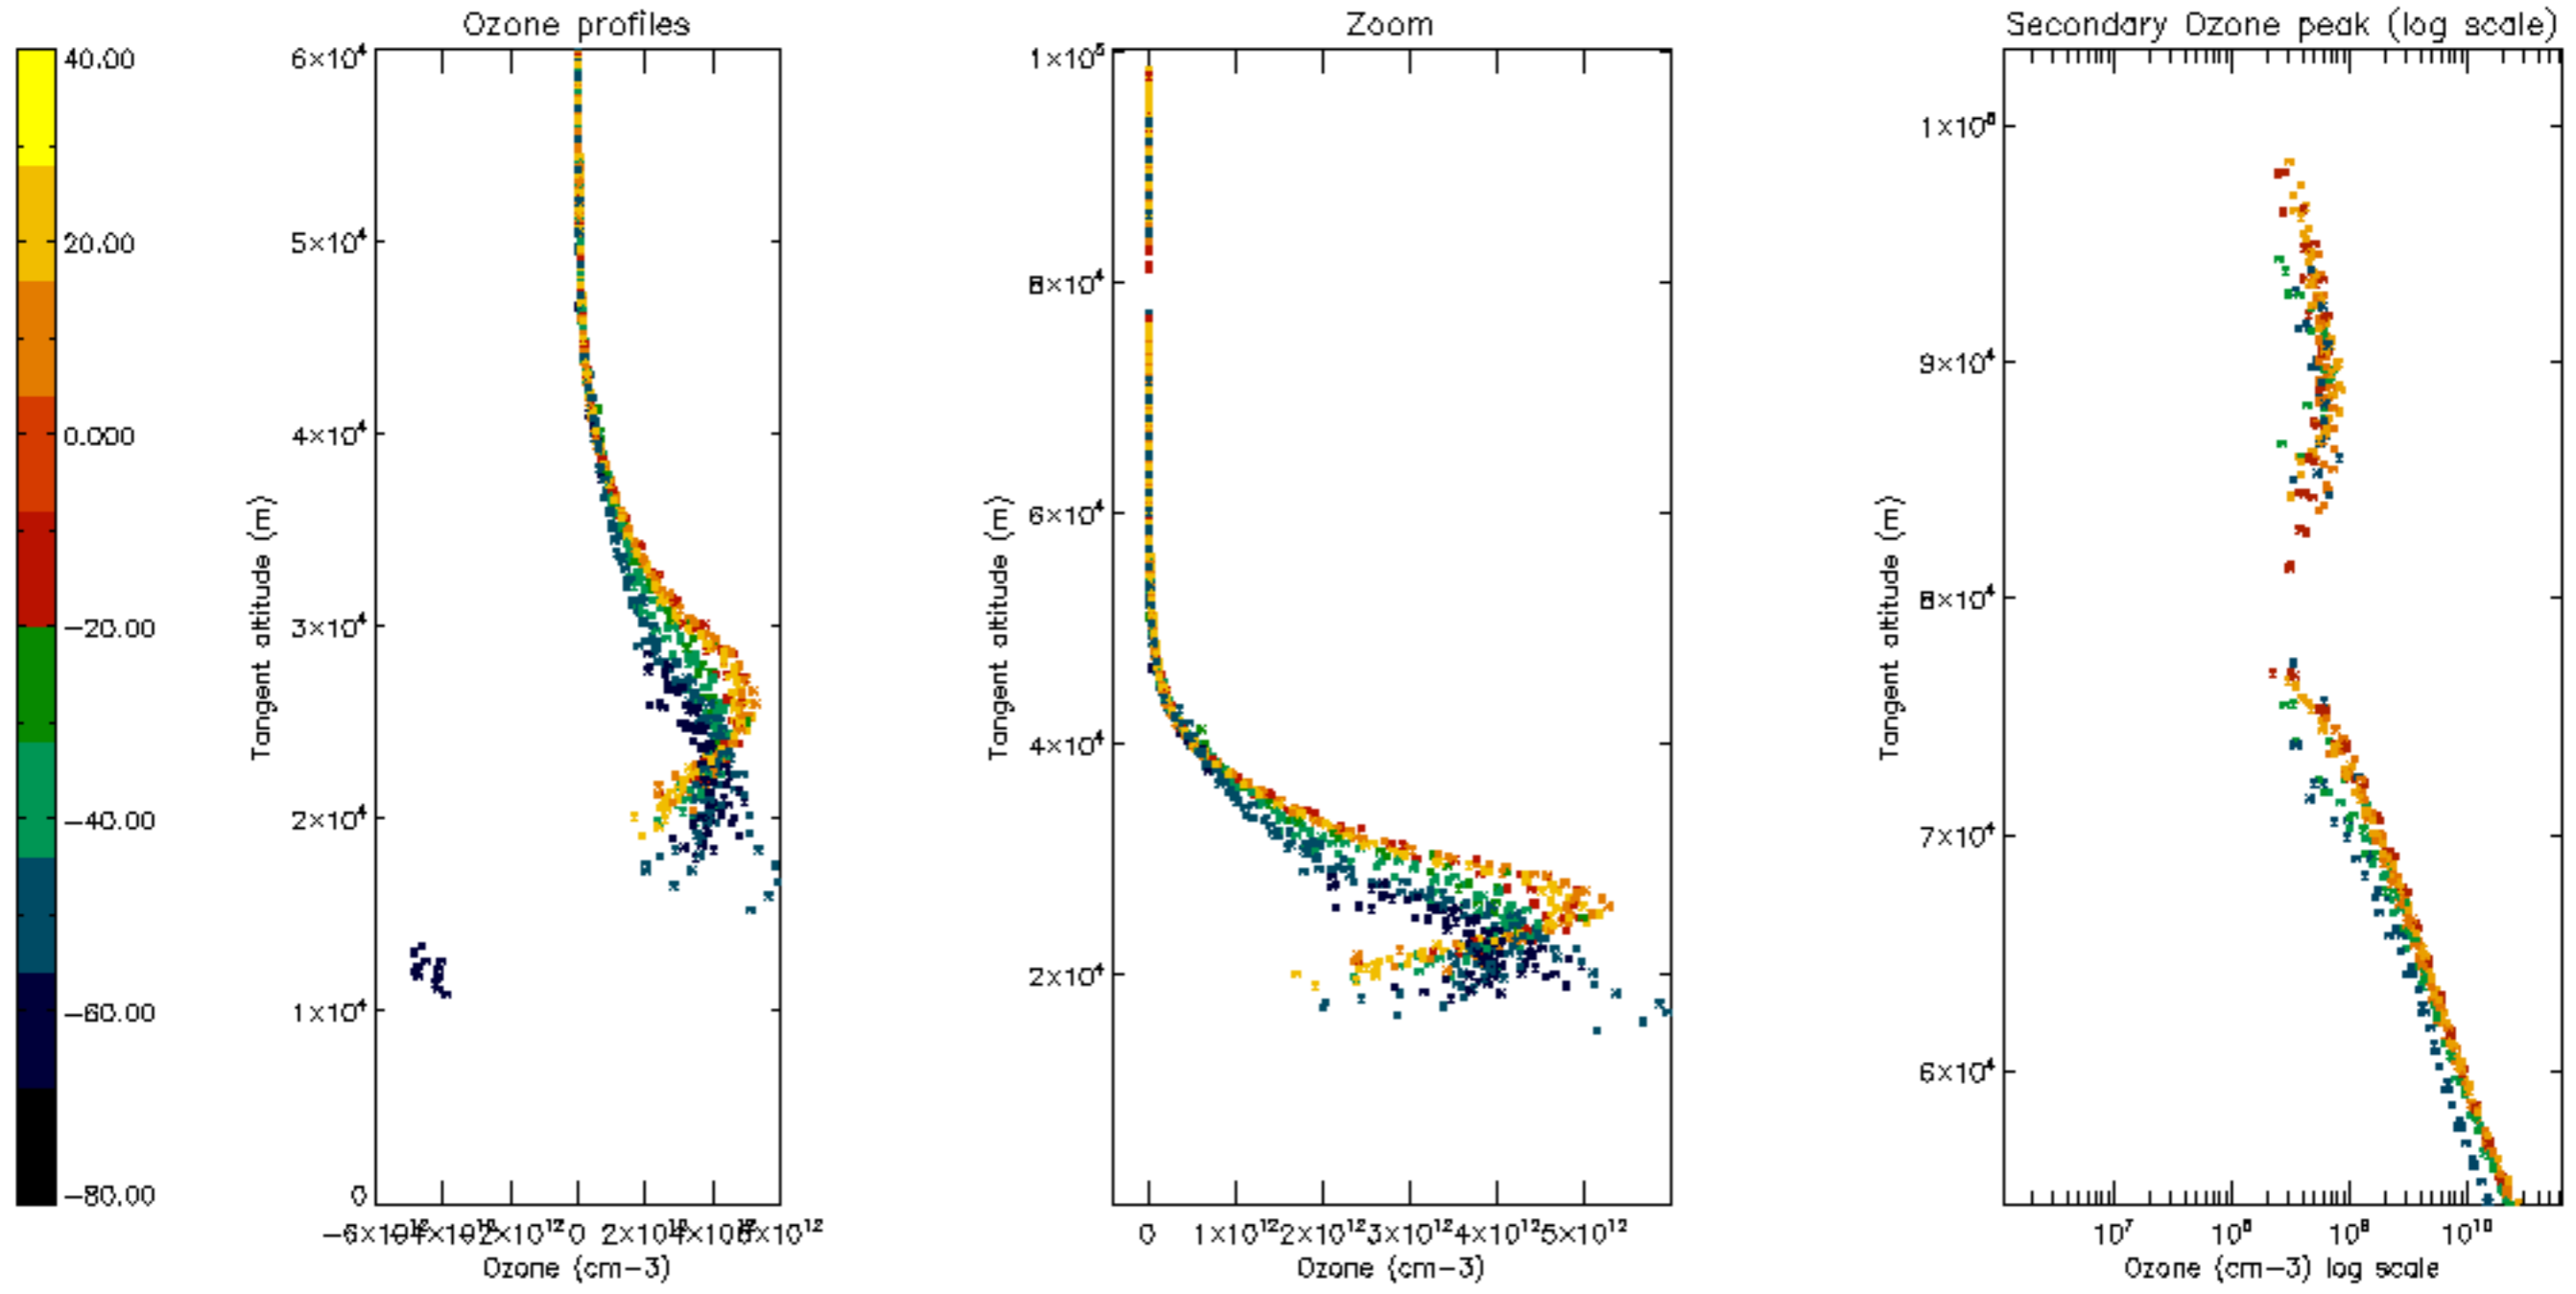 Ozone profiles
Zoom
Secondary Ozone peak (log scale)
40.00
20.00
0.000
−20.00
−40.00
−60.00
−80.00
6×10⁴
5×10⁴
4×10⁴
3×10⁴
2×10⁴
1×10⁴
0
Tangent altitude (m)
0
Ozone (cm−3)
1×10⁵
8×10⁴
6×10⁴
4×10⁴
2×10⁴
Tangent altitude (m)
0 1×10¹² 2×10¹² 3×10¹² 4×10¹² 5×10¹²
Ozone (cm−3)
1×10⁵
9×10⁴
8×10⁴
7×10⁴
6×10⁴
Tangent altitude (m)
10⁷ 10⁸ 10⁹ 10¹⁰
Ozone (cm−3) log scale